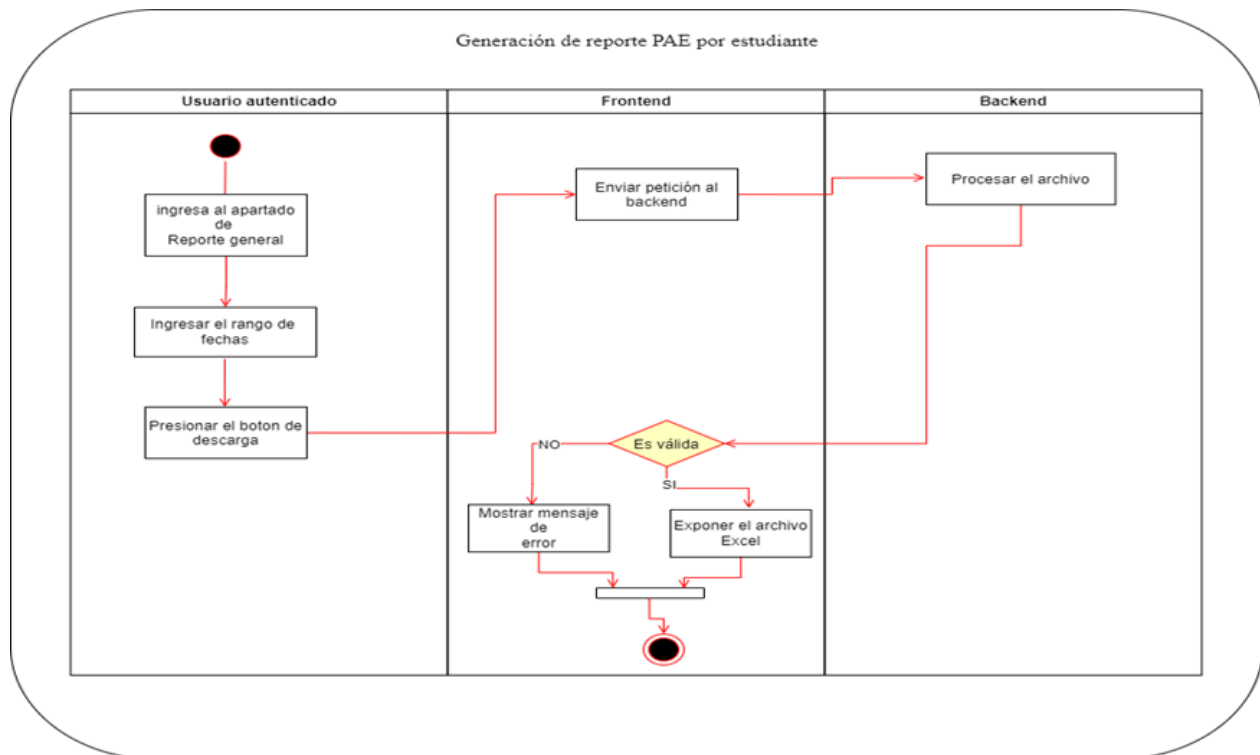 Generación de reporte PAE por estudiante
Usuario autenticado
Frontend
Backend
ingresa al apartado
de
Reporte general
Ingresar el rango de
fechas
Presionar el boton de
descarga
Enviar petición al
backend
Procesar el archivo
Es válida
NO
SI
Mostrar mensaje
de
error
Exponer el archivo
Excel